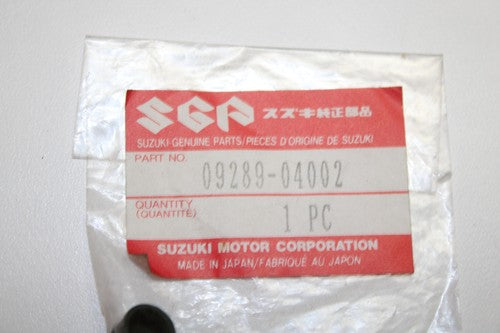 SGP スズキ純正部品
SUZUKI GENUINE PARTS/PIECES D'ORIGINE DE SUZUKI
PART NO. 09289-04002
QUANTITY
(QUANTITÉ) 1 PC
SUZUKI MOTOR CORPORATION
MADE IN JAPAN/FABRIQUÉ AU JAPON